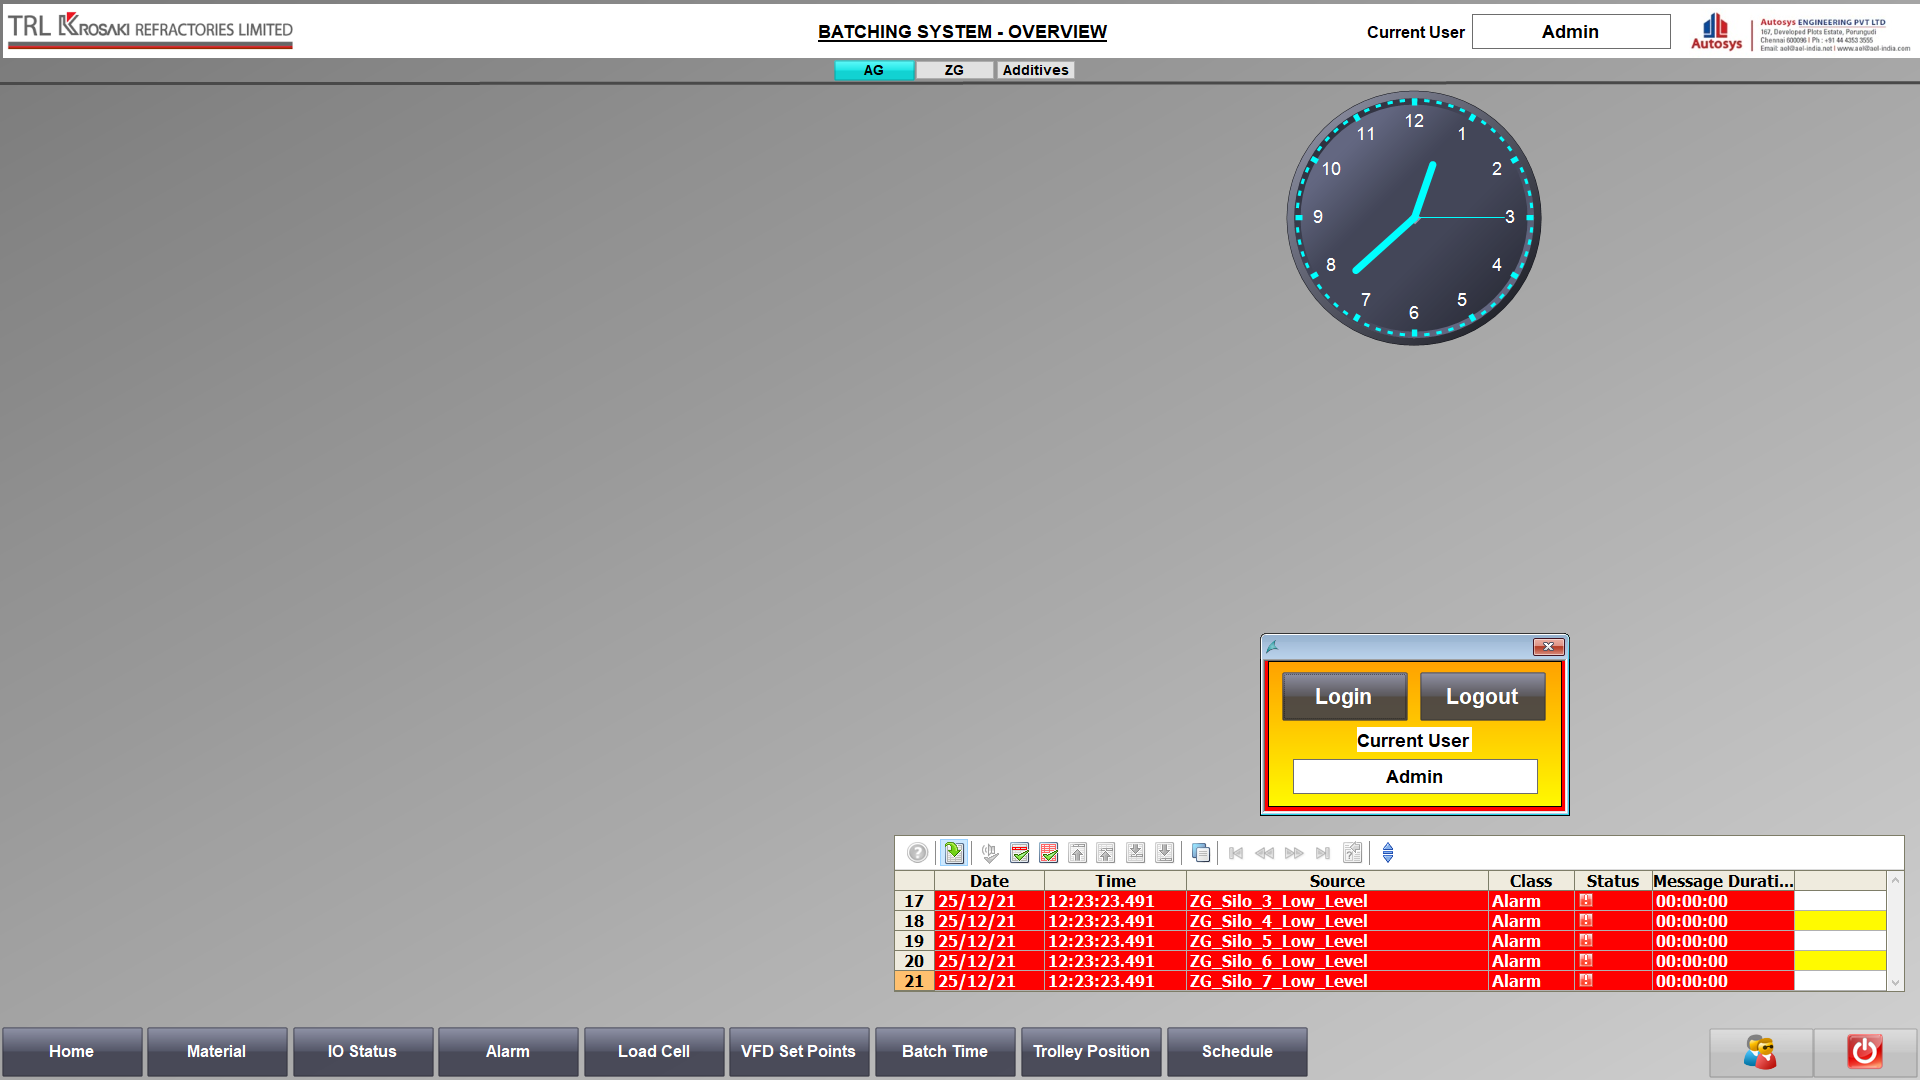 TRL KROSAKI REFRACTORIES LIMITED
BATCHING SYSTEM - OVERVIEW
Current User
Admin
Autosys
Autosys ENGINEERING PVT LTD
167, Developed Plots Estate, Perungudi
Chennai 600096 | Ph : +91 44 4353 3555
Email: aol@aol-india.net | www.aol-india.com
AG
ZG
Additives
12
1
2
3
4
5
6
7
8
9
10
11
Login
Logout
Current User
Admin
Date Time Source Class Status Message Durati...
17 25/12/21 12:23:23.491 ZG_Silo_3_Low_Level Alarm 00:00:00
18 25/12/21 12:23:23.491 ZG_Silo_4_Low_Level Alarm 00:00:00
19 25/12/21 12:23:23.491 ZG_Silo_5_Low_Level Alarm 00:00:00
20 25/12/21 12:23:23.491 ZG_Silo_6_Low_Level Alarm 00:00:00
21 25/12/21 12:23:23.491 ZG_Silo_7_Low_Level Alarm 00:00:00
Home
Material
IO Status
Alarm
Load Cell
VFD Set Points
Batch Time
Trolley Position
Schedule